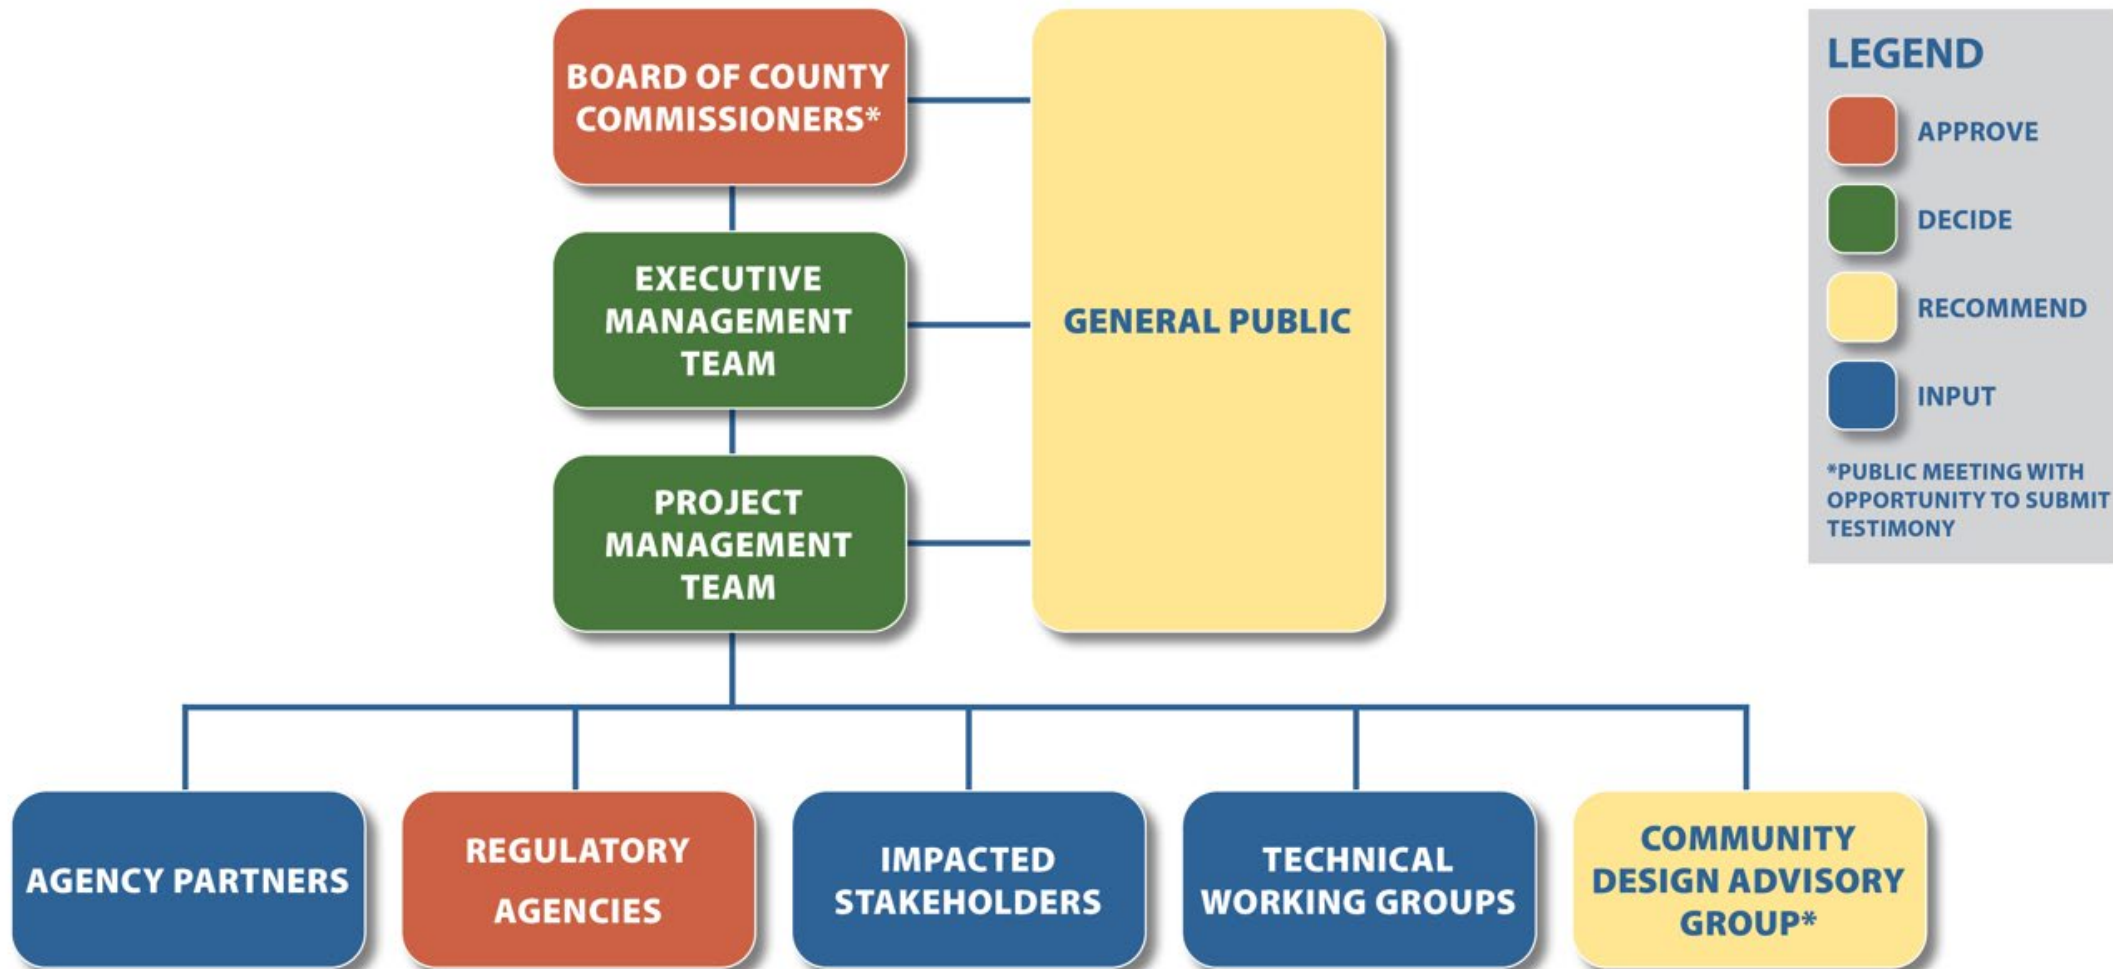 BOARD OF COUNTY
COMMISSIONERS*
EXECUTIVE
MANAGEMENT
TEAM
PROJECT
MANAGEMENT
TEAM
GENERAL PUBLIC
LEGEND
APPROVE
DECIDE
RECOMMEND
INPUT
*PUBLIC MEETING WITH
OPPORTUNITY TO SUBMIT
TESTIMONY
AGENCY PARTNERS
REGULATORY
AGENCIES
IMPACTED
STAKEHOLDERS
TECHNICAL
WORKING GROUPS
COMMUNITY
DESIGN ADVISORY
GROUP*